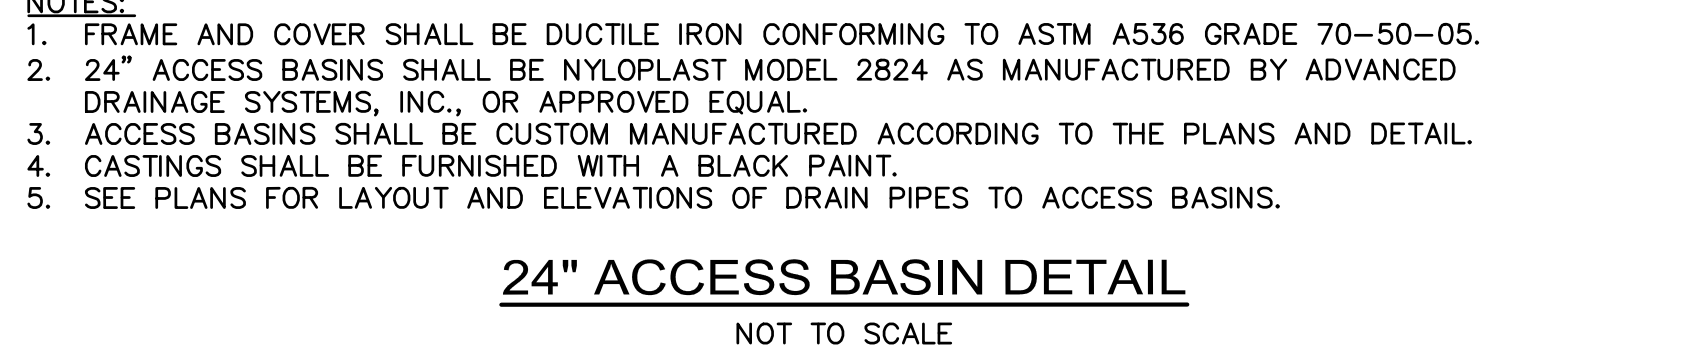 NOTES:
1. FRAME AND COVER SHALL BE DUCTILE IRON CONFORMING TO ASTM A536 GRADE 70-50-05.
2. 24" ACCESS BASINS SHALL BE NYLOPLAST MODEL 2824 AS MANUFACTURED BY ADVANCED
DRAINAGE SYSTEMS, INC., OR APPROVED EQUAL.
3. ACCESS BASINS SHALL BE CUSTOM MANUFACTURED ACCORDING TO THE PLANS AND DETAIL.
4. CASTINGS SHALL BE FURNISHED WITH A BLACK PAINT.
5. SEE PLANS FOR LAYOUT AND ELEVATIONS OF DRAIN PIPES TO ACCESS BASINS.
24" ACCESS BASIN DETAIL
NOT TO SCALE